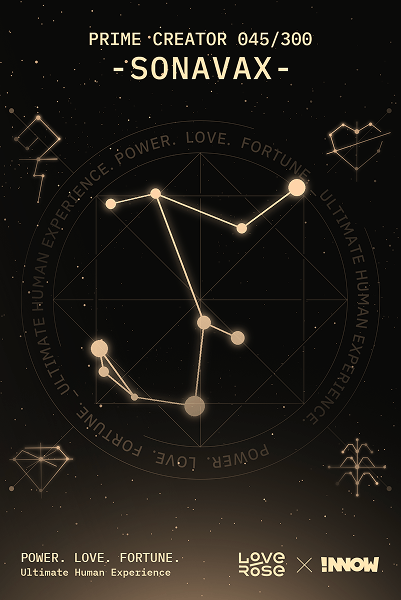 PRIME CREATOR 045/300
-SONAVAX-
POWER. LOVE. FORTUNE. - ULTIMATE HUMAN EXPERIENCE.
POWER. LOVE. FORTUNE - ULTIMATE HUMAN EXPERIENCE.
POWER. LOVE. FORTUNE.
Ultimate Human Experience
LOVE
ROSE
×
!NNOW